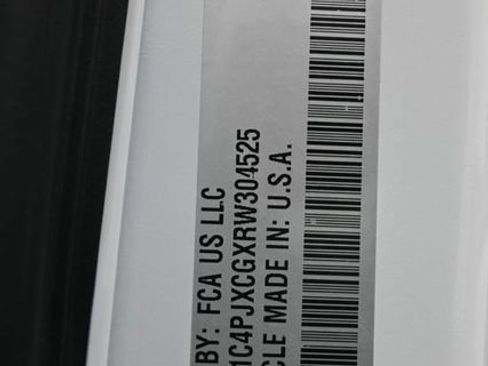 BY: FCA US LLC
1C4PJXCGXRW304525
CLE MADE IN: U.S.A.